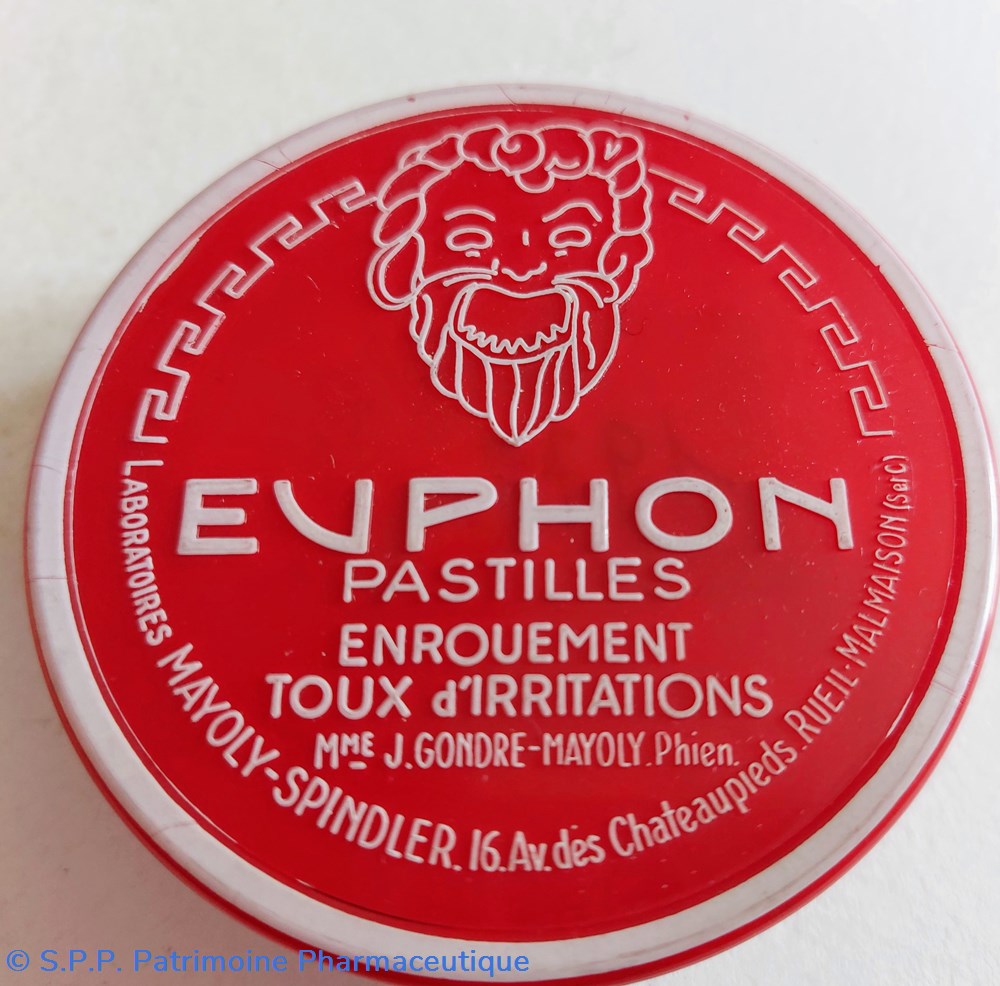 EUPHON
PASTILLES
ENROUEMENT
TOUX d'IRRITATIONS
MME J.GONDRE-MAYOLY.Phien.
LABORATOIRES MAYOLY-SPINDLER. 16.Av.des Chateaupieds.RUEIL-MALMAISON (S et O)
© S.P.P. Patrimoine Pharmaceutique